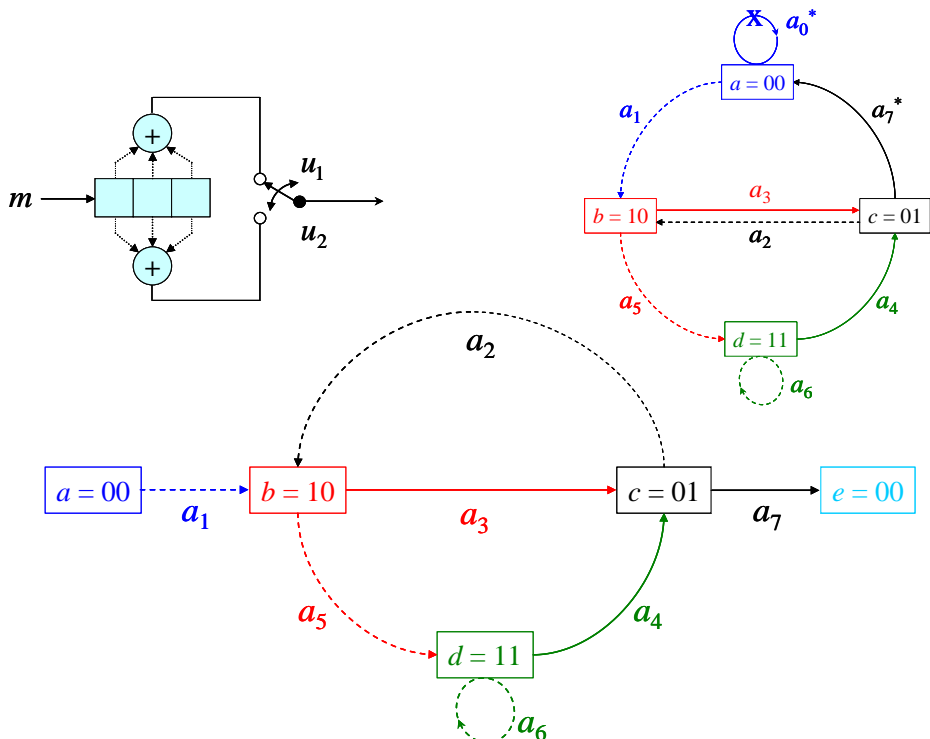 X
a₀*
a = 00
a₁
a₇*
+
u₁
m
u₂
+
b = 10
a₃
a₂
c = 01
a₅
a₄
d = 11
a₆
a₂
a = 00
a₁
b = 10
a₃
c = 01
a₇
e = 00
a₅
a₄
d = 11
a₆